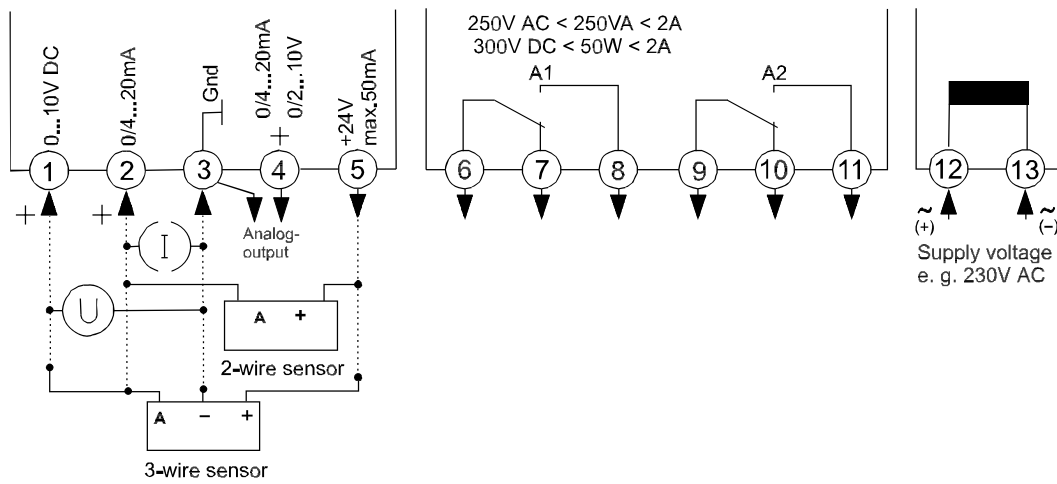 250V AC < 250VA < 2A
300V DC < 50W < 2A
0...10V DC
0/4...20mA
Gnd
0/4...20mA
0/2...10V
+
+24V
max.50mA
A1
A2
1
2
3
4
5
6
7
8
9
10
11
12
13
+
+
Analog-
output
~
(+)
~
(−)
Supply voltage
e. g. 230V AC
I
U
A +
2-wire sensor
A − +
3-wire sensor